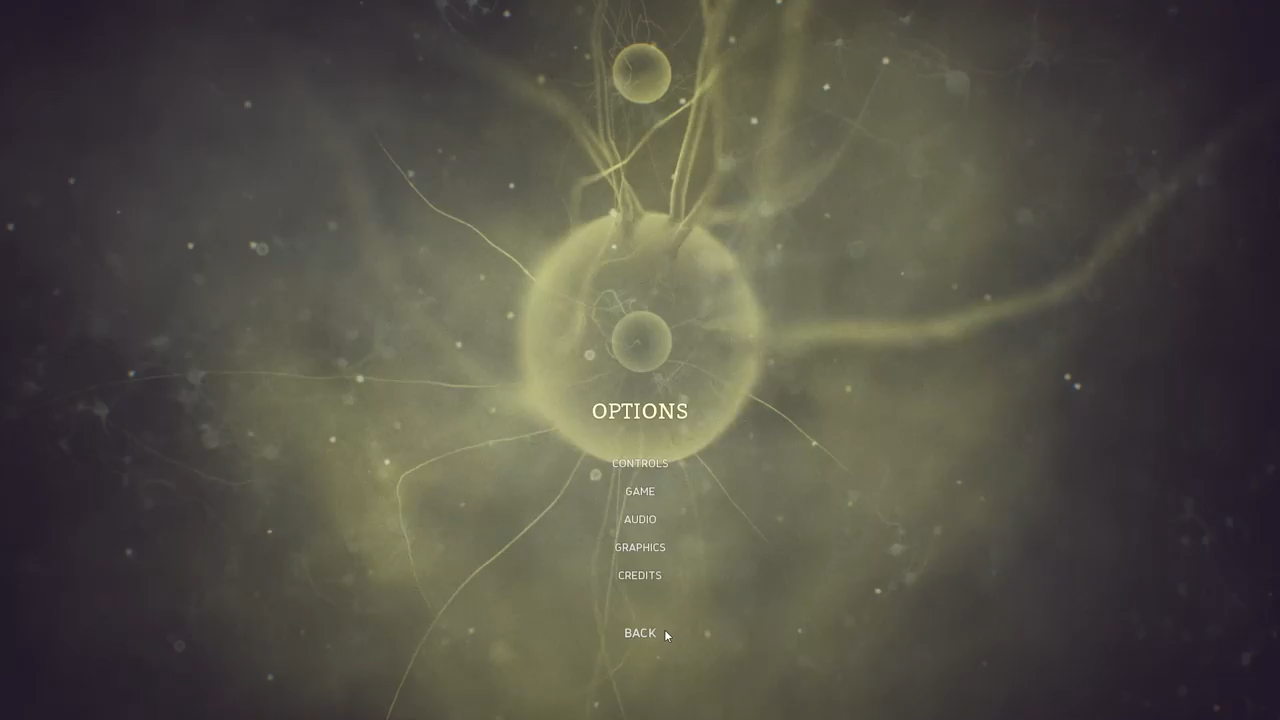 OPTIONS
CONTROLS
GAME
AUDIO
GRAPHICS
CREDITS
BACK